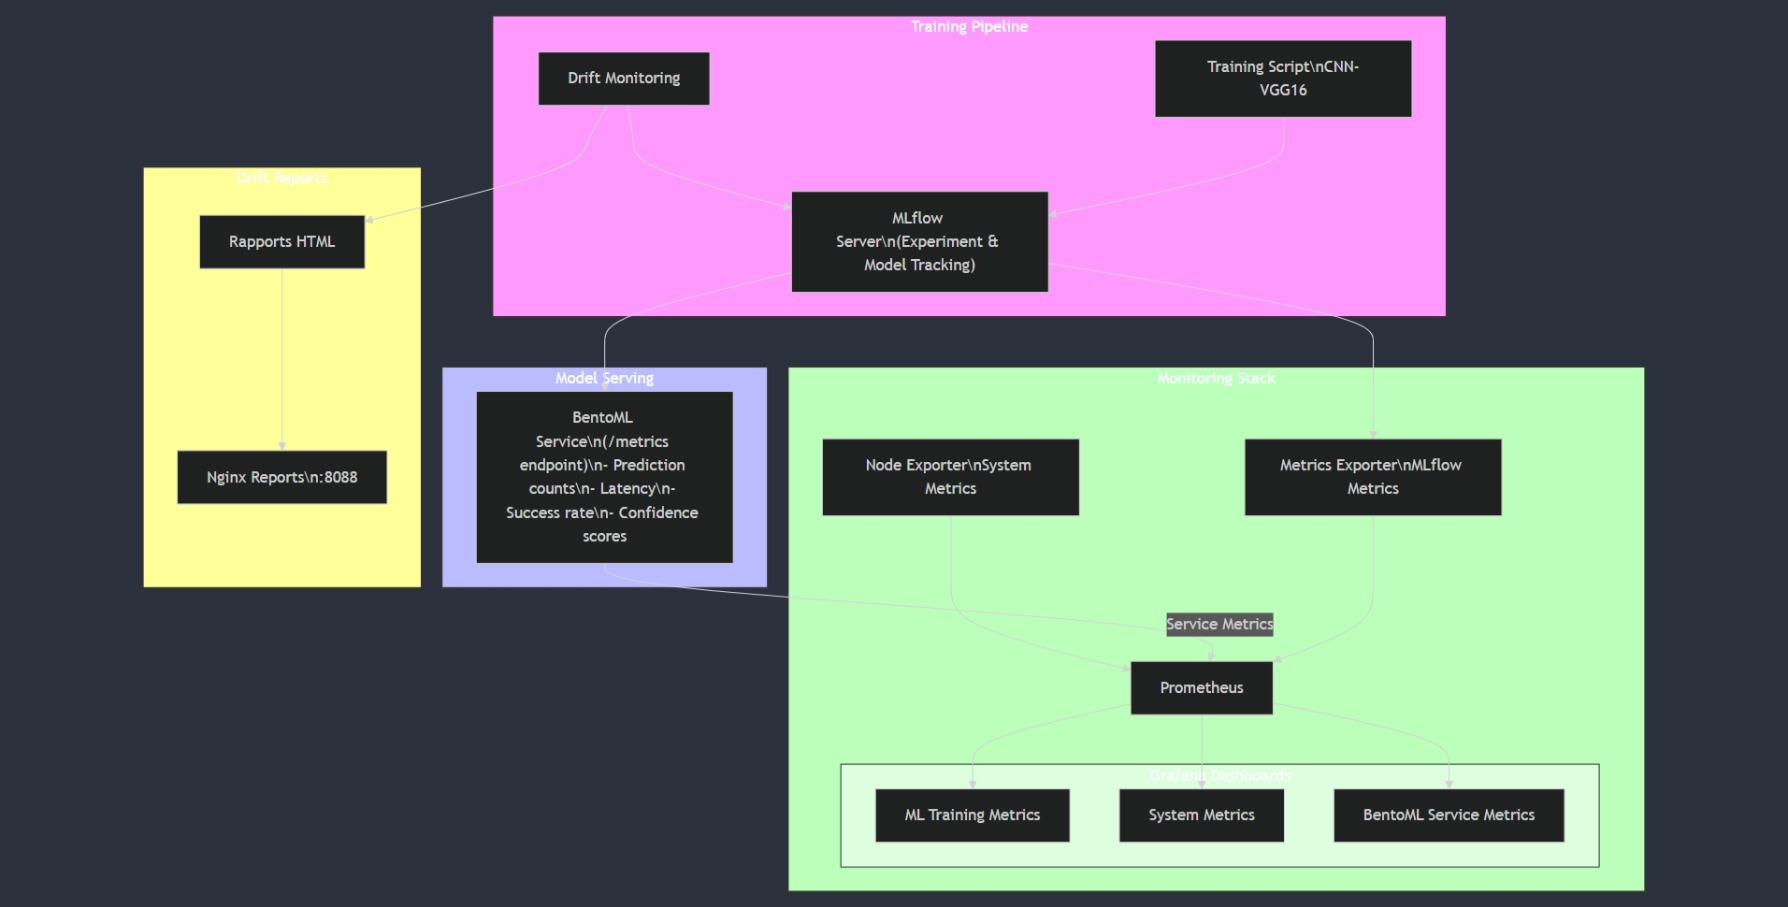 Training Pipeline
Drift Monitoring
Training Script\nCNN-
VGG16
Drift Reports
Rapports HTML
MLflow
Server\n(Experiment &
Model Tracking)
Model Serving
Monitoring Stack
BentoML
Service\n(/metrics
endpoint)\n- Prediction
counts\n- Latency\n-
Success rate\n- Confidence
scores
Node Exporter\nSystem
Metrics
Metrics Exporter\nMLflow
Metrics
Nginx Reports\n:8088
Service Metrics
Prometheus
Grafana Dashboards
ML Training Metrics
System Metrics
BentoML Service Metrics